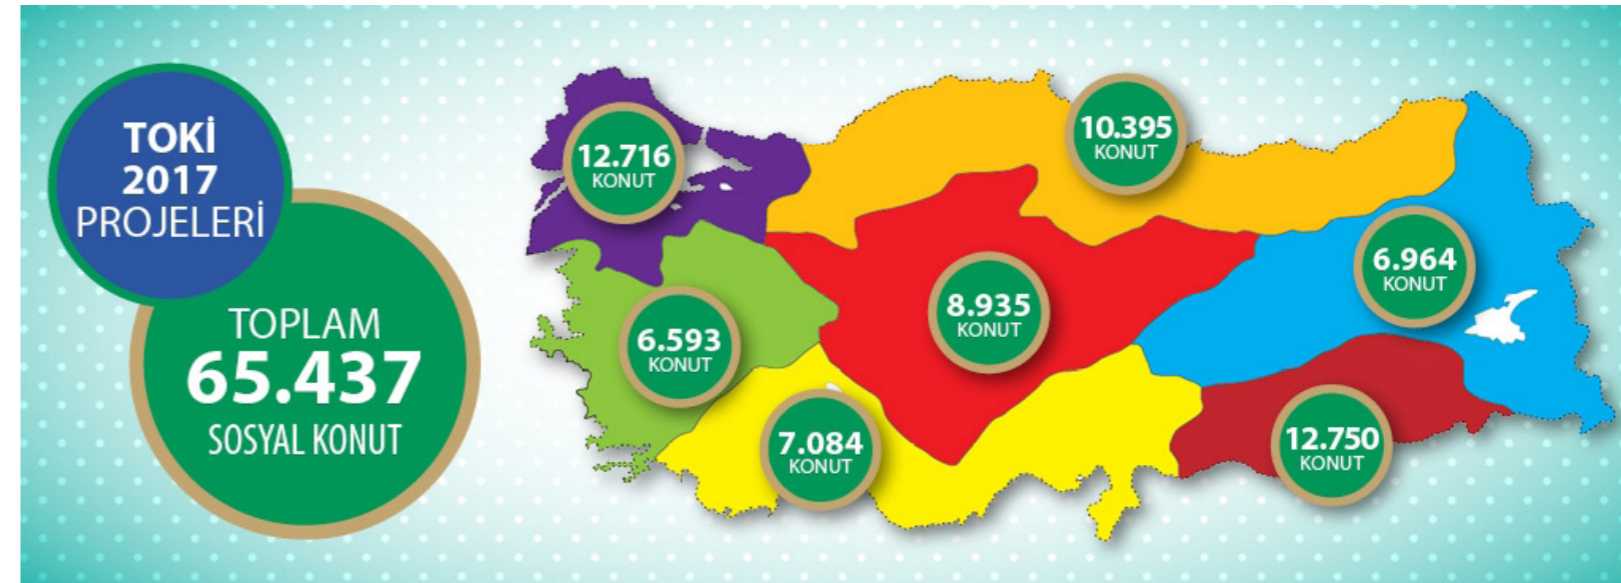 TOKİ
2017
PROJELERİ
TOPLAM
65.437
SOSYAL KONUT
12.716
KONUT
10.395
KONUT
6.964
KONUT
8.935
KONUT
6.593
KONUT
7.084
KONUT
12.750
KONUT